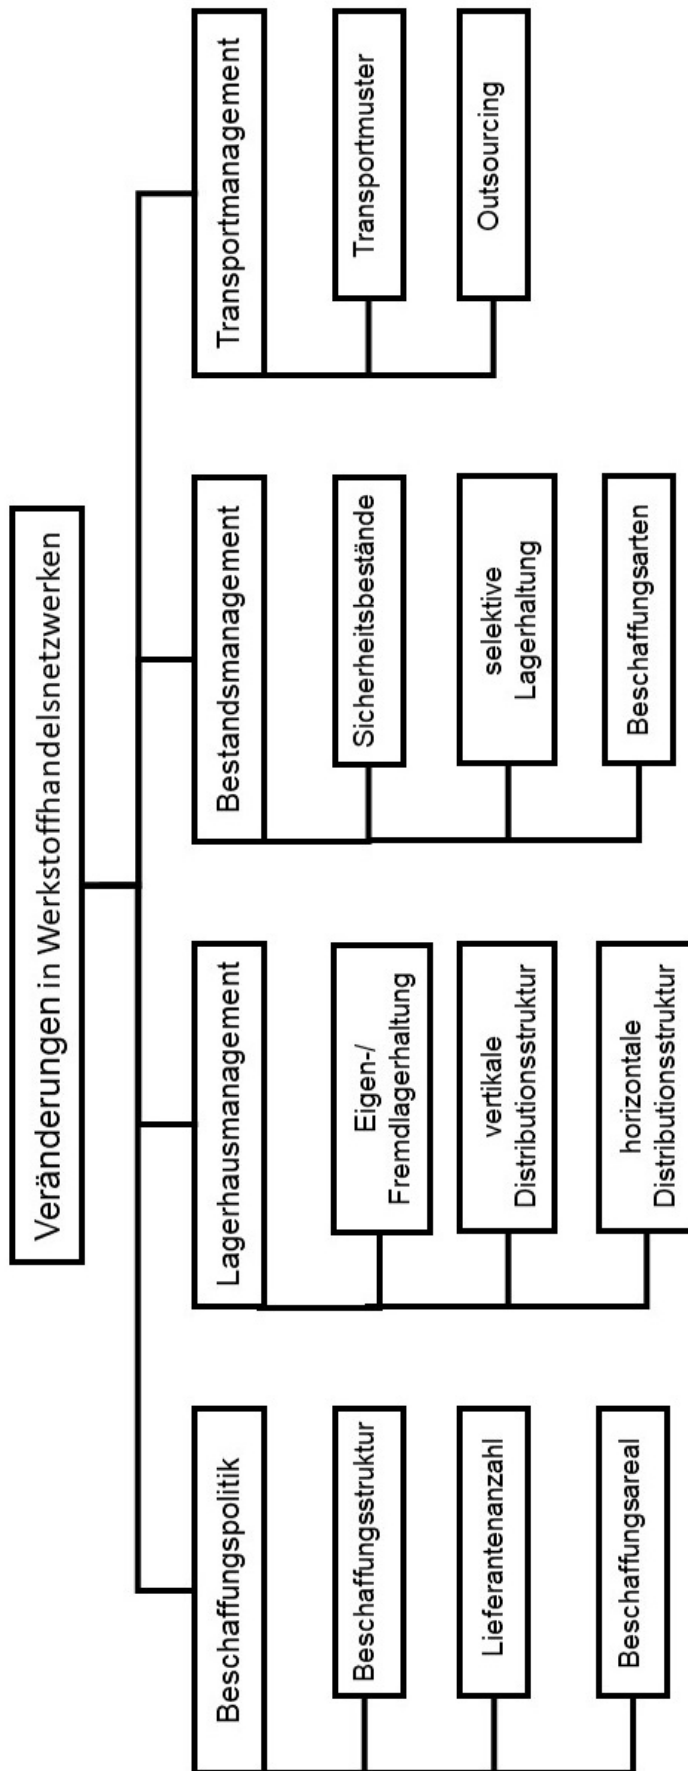 Veränderungen in Werkstoffhandelsnetzwerken
Beschaffungspolitik
Beschaffungsstruktur
Lieferantenanzahl
Beschaffungsareal
Lagerhausmanagement
Eigen-/
Fremdlagerhaltung
vertikale
Distributionsstruktur
horizontale
Distributionsstruktur
Bestandsmanagement
Sicherheitsbestände
selektive
Lagerhaltung
Beschaffungsarten
Transportmanagement
Transportmuster
Outsourcing